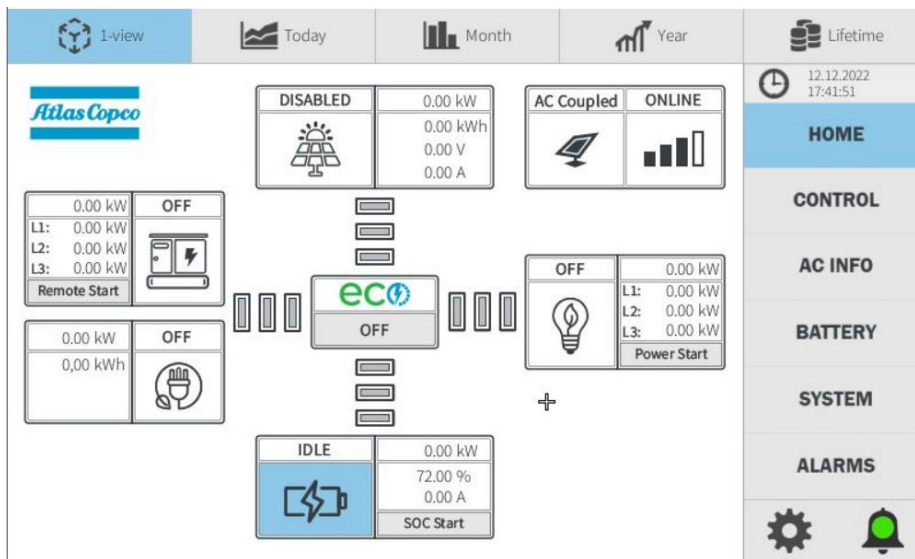 1-view
Today
Month
Year
Lifetime
12.12.2022
17:41:51
Atlas Copco
DISABLED
0.00 kW
0.00 kWh
0.00 V
0.00 A
AC Coupled
ONLINE
HOME
CONTROL
AC INFO
BATTERY
SYSTEM
ALARMS
0.00 kW
OFF
L1: 0.00 kW
L2: 0.00 kW
L3: 0.00 kW
Remote Start
eco
OFF
OFF
0.00 kW
L1: 0.00 kW
L2: 0.00 kW
L3: 0.00 kW
Power Start
0.00 kW
OFF
0,00 kWh
IDLE
0.00 kW
72.00 %
0.00 A
SOC Start